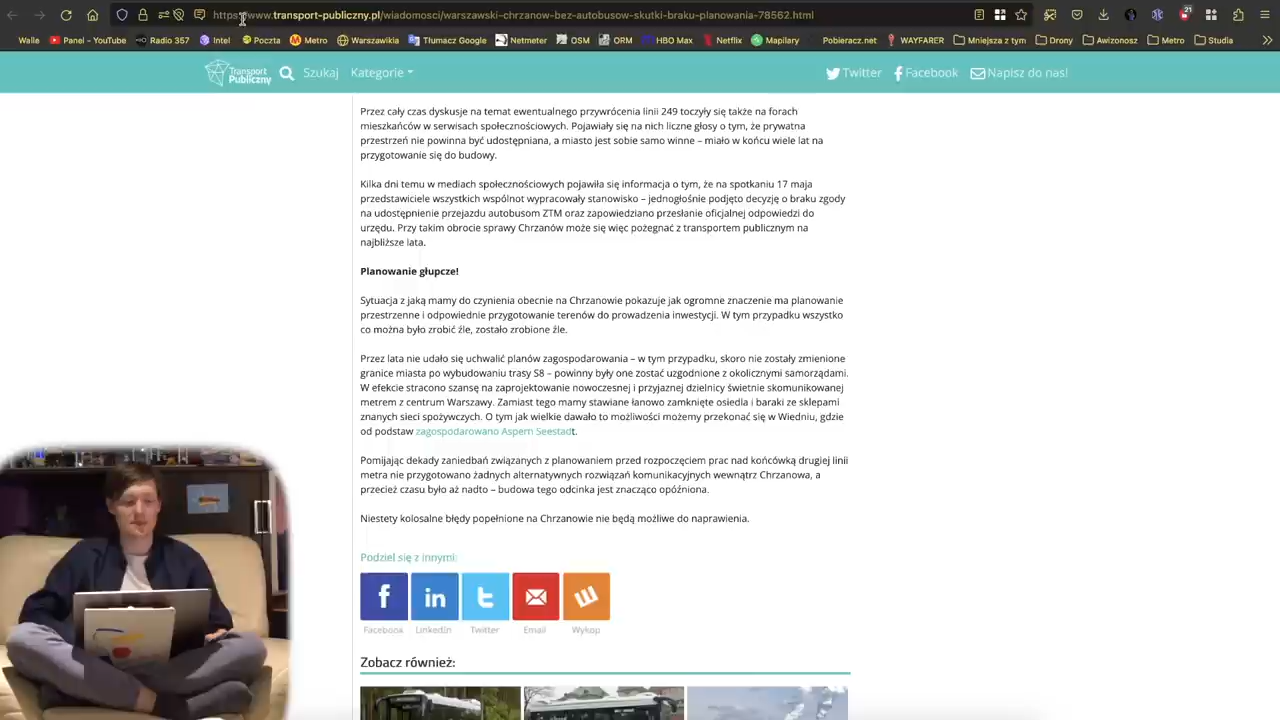 https://www.transport-publiczny.pl/wiadomosci/warszawski-chrzanow-bez-autobusow-skutki-braku-planowania-78562.html
21
Walle
Panel – YouTube
Radio 357
Intel
Poczta
Metro
Warszawikia
Tłumacz Google
Netmeter
OSM
ORM
HBO Max
Netflix
Mapilary
Pobieracz.net
WAYFARER
Mniejsza z tym
Drony
Awizonosz
Metro
Studia
Transport
Publiczny
Szukaj
Kategorie
Twitter
Facebook
Napisz do nas!
Przez cały czas dyskusje na temat ewentualnego przywrócenia linii 249 toczyły się także na forach
mieszkańców w serwisach społecznościowych. Pojawiały się na nich liczne głosy o tym, że prywatna
przestrzeń nie powinna być udostępniana, a miasto jest sobie samo winne – miało w końcu wiele lat na
przygotowanie się do budowy.
Kilka dni temu w mediach społecznościowych pojawiła się informacja o tym, że na spotkaniu 17 maja
przedstawiciele wszystkich wspólnot wypracowały stanowisko – jednogłośnie podjęto decyzję o braku zgody
na udostępnienie przejazdu autobusom ZTM oraz zapowiedziano przesłanie oficjalnej odpowiedzi do
urzędu. Przy takim obrocie sprawy Chrzanów może się więc pożegnać z transportem publicznym na
najbliższe lata.
Planowanie głupcze!
Sytuacja z jaką mamy do czynienia obecnie na Chrzanowie pokazuje jak ogromne znaczenie ma planowanie
przestrzenne i odpowiednie przygotowanie terenów do prowadzenia inwestycji. W tym przypadku wszystko
co można było zrobić źle, zostało zrobione źle.
Przez lata nie udało się uchwalić planów zagospodarowania – w tym przypadku, skoro nie zostały zmienione
granice miasta po wybudowaniu trasy S8 – powinny były one zostać uzgodnione z okolicznymi samorządami.
W efekcie stracono szansę na zaprojektowanie nowoczesnej i przyjaznej dzielnicy świetnie skomunikowanej
metrem z centrum Warszawy. Zamiast tego mamy stawiane łanowo zamknięte osiedla i baraki ze sklepami
znanych sieci spożywczych. O tym jak wielkie dawało to możliwości możemy przekonać się w Wiedniu, gdzie
od podstaw zagospodarowano Aspern Seestadt.
Pomijając dekady zaniedbań związanych z planowaniem przed rozpoczęciem prac nad końcówką drugiej linii
metra nie przygotowano żadnych alternatywnych rozwiązań komunikacyjnych wewnątrz Chrzanowa, a
przecież czasu było aż nadto – budowa tego odcinka jest znacząco opóźniona.
Niestety kolosalne błędy popełnione na Chrzanowie nie będą możliwe do naprawienia.
Podziel się z innymi:
Facebook
LinkedIn
Twitter
Email
Wykop
Zobacz również: